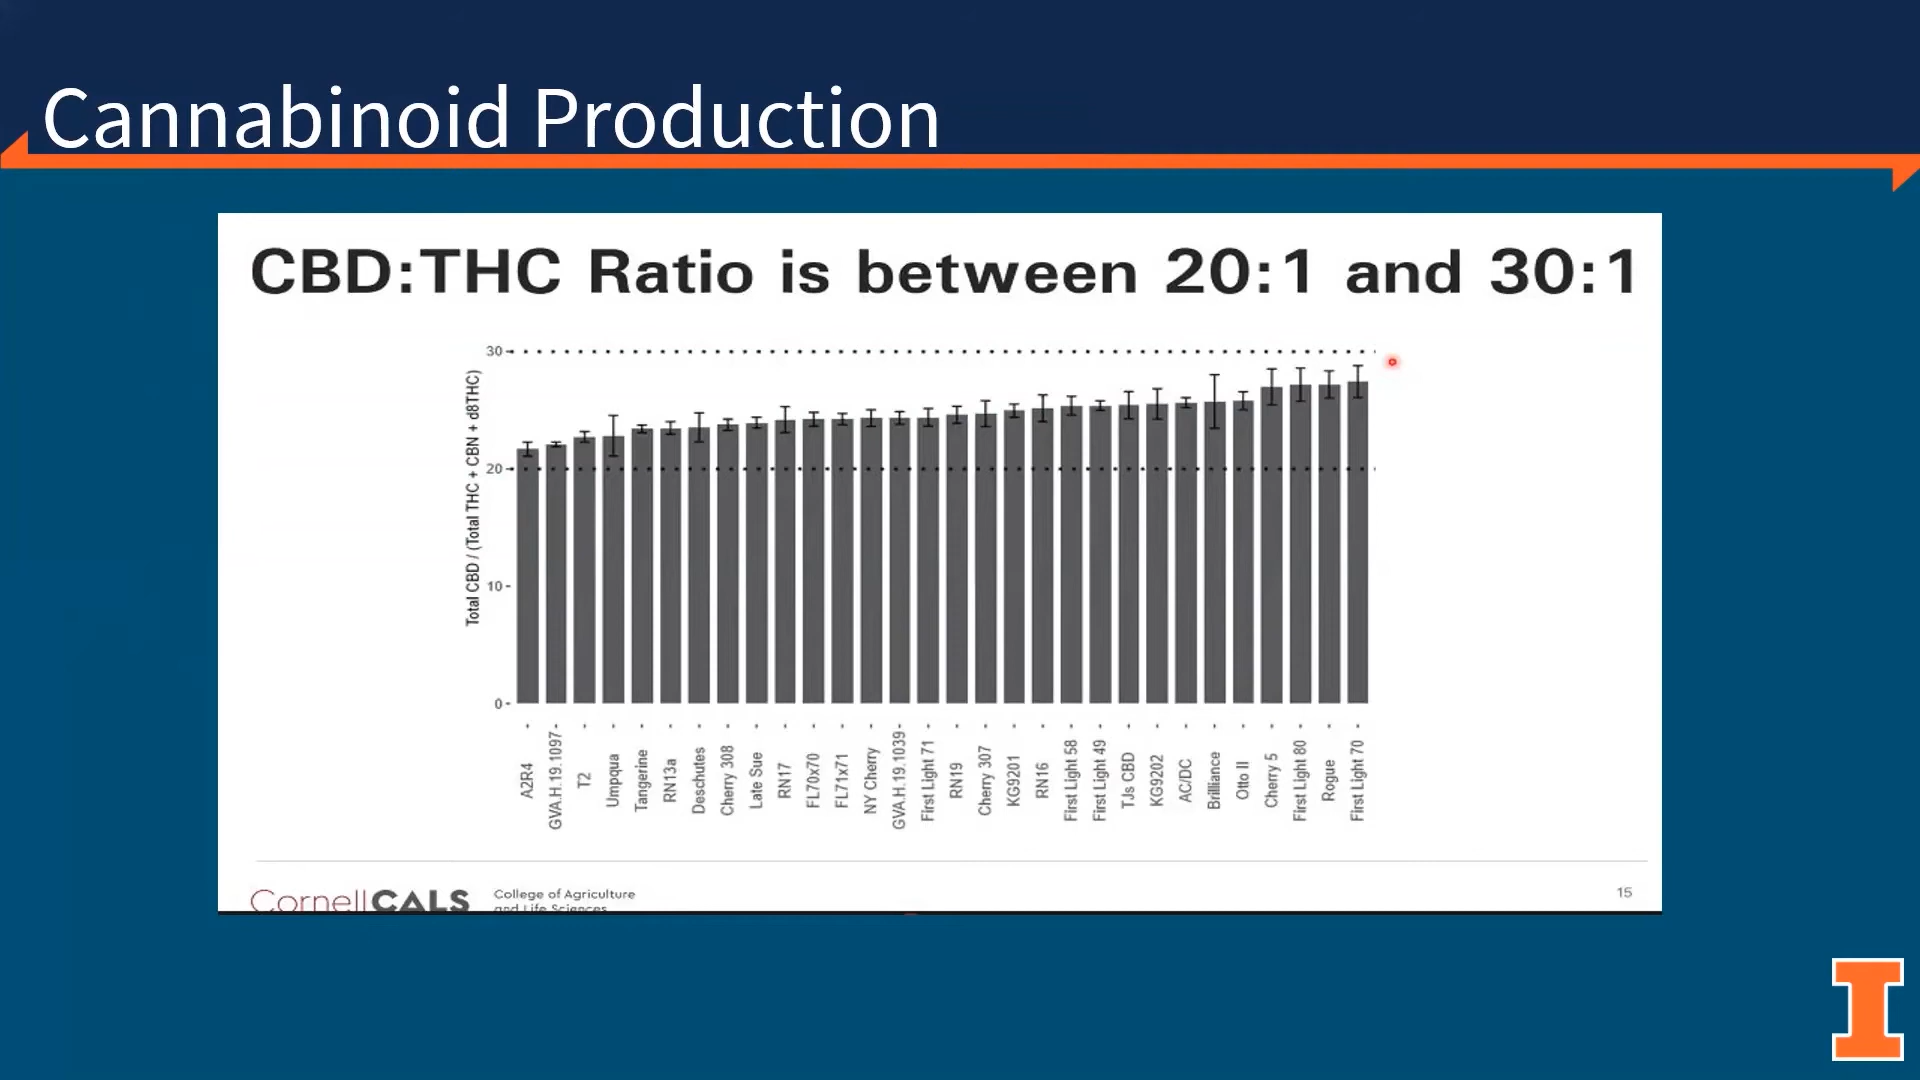 Cannabinoid Production
CBD:THC Ratio is between 20:1 and 30:1
Total CBD / (Total THC + CBN + d8THC)
30
20
10
0
A2R4
GVA.H.19.1097
T2
Umpqua
Tangerine
RN13a
Deschutes
Cherry 308
Late Sue
RN17
FL70x70
FL71x71
NY Cherry
GVA.H.19.1039
First Light 71
RN19
Cherry 307
KG9201
RN16
First Light 58
First Light 49
TJs CBD
KG9202
AC/DC
Brilliance
Otto II
Cherry 5
First Light 80
Rogue
First Light 70
CornellCALS
College of Agriculture
and Life Sciences
15
I